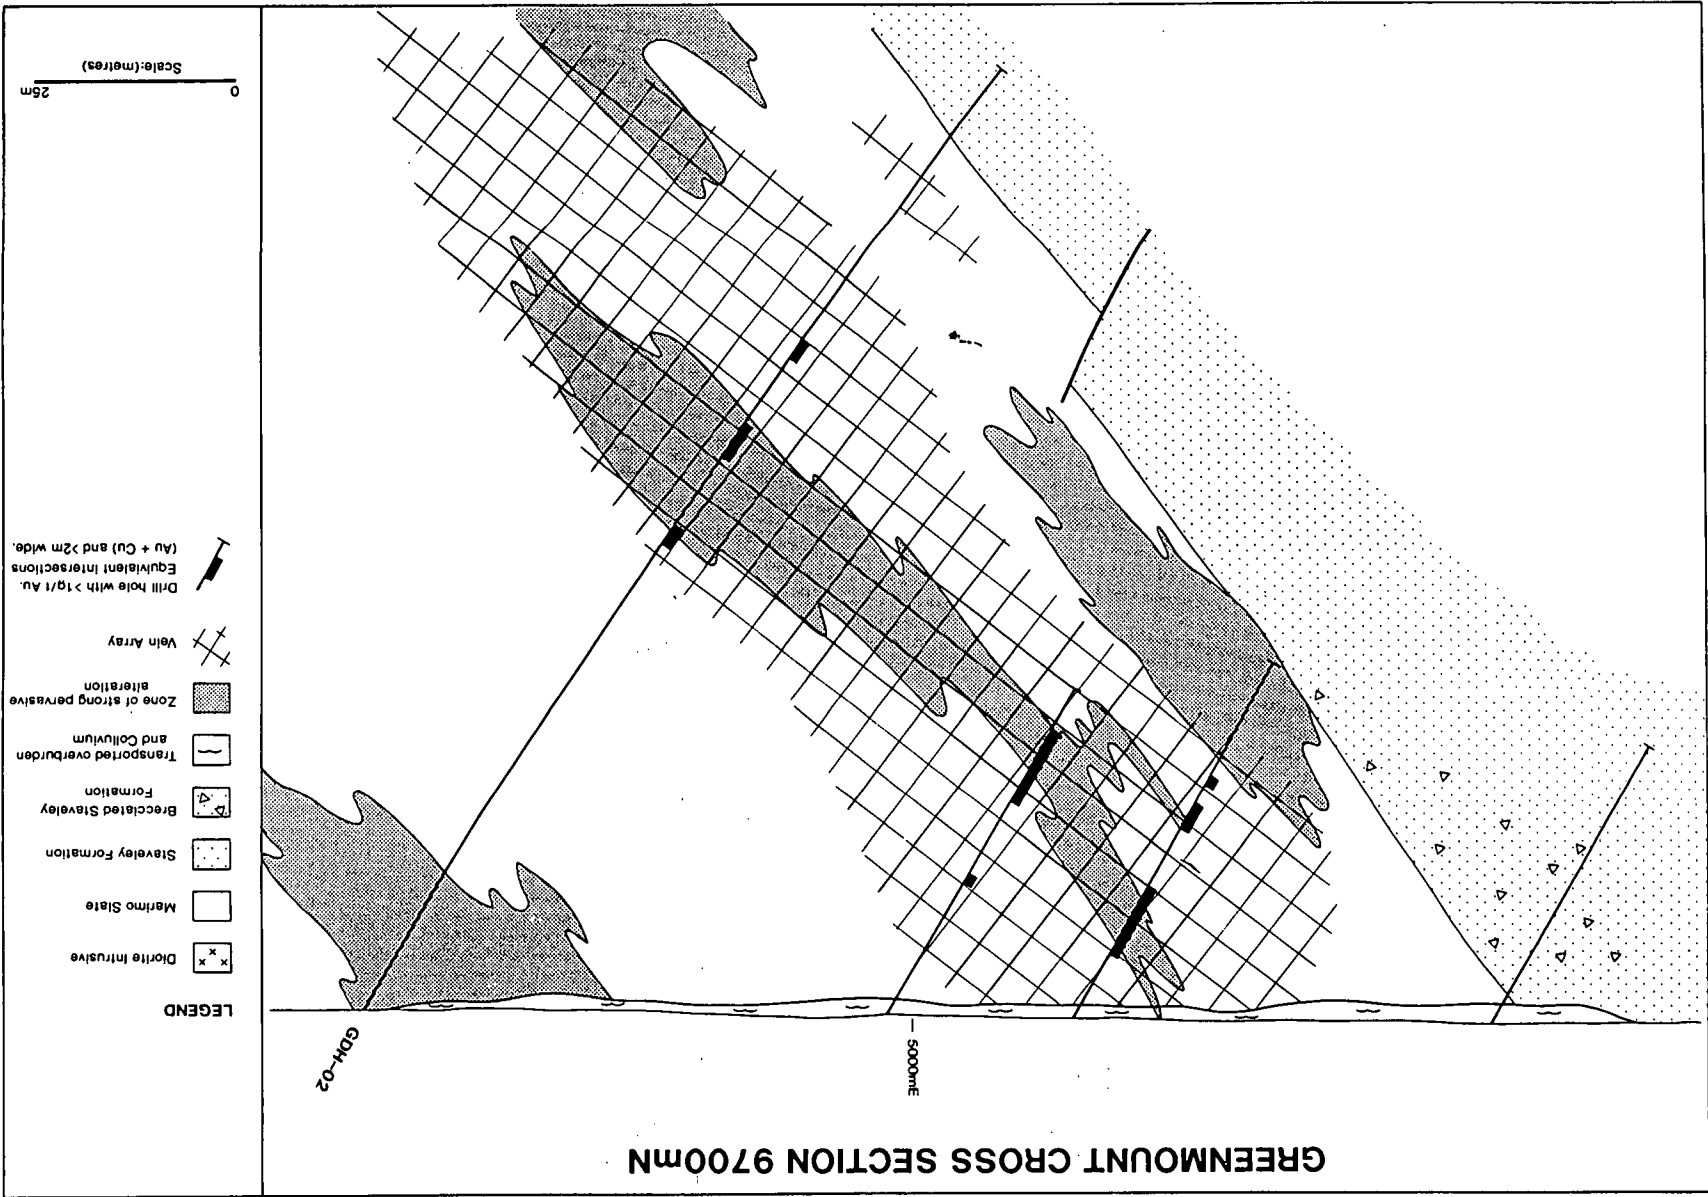 GREENMOUNT CROSS SECTION 9700mN
5000mE
GDH-02
LEGEND
Diorite Intrusive
Marimo Slate
Staveley Formation
Brecciated Staveley
Formation
Transported overburden
and Colluvium
Zone of strong pervasive
alteration
Vein Array
Drill hole with >1g/t Au.
Equivialent Intersections
(Au + Cu) and >2m wide.
0 25m
Scale:(metres)